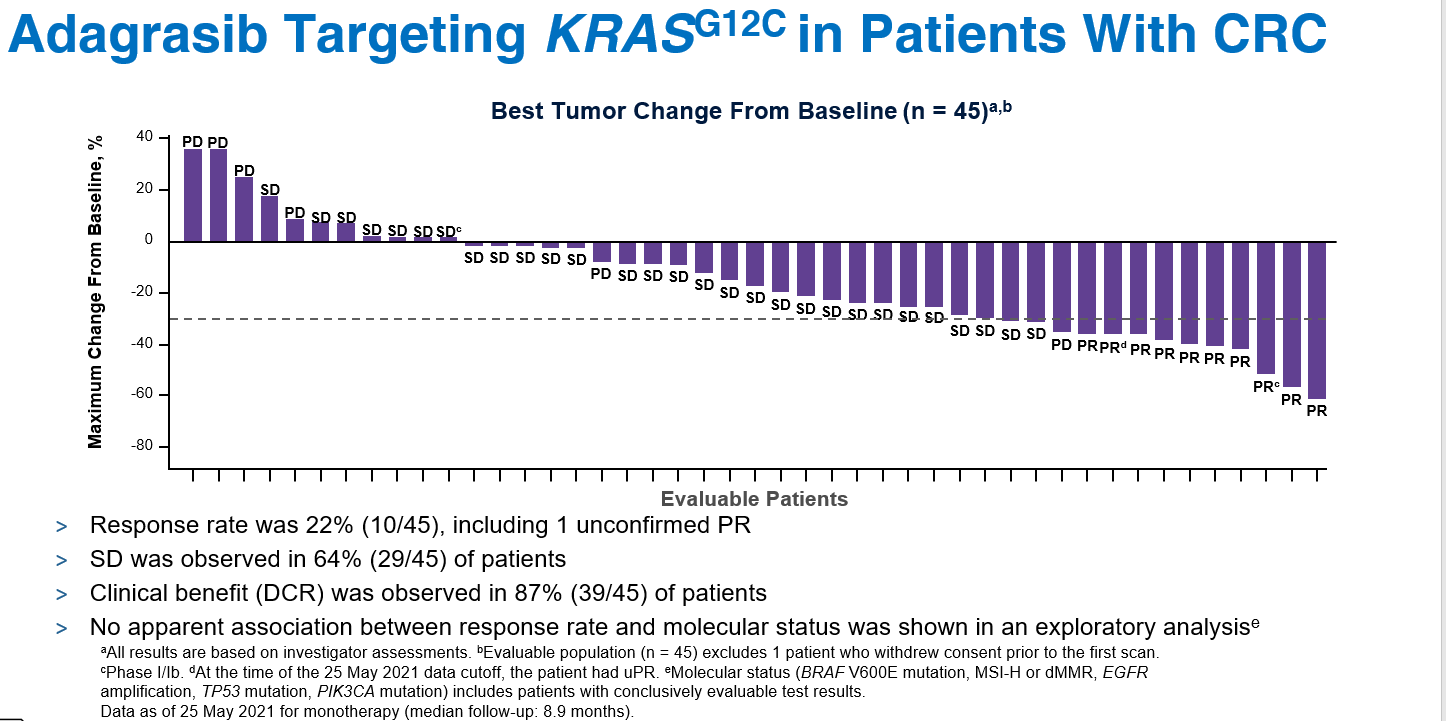 Adagrasib Targeting KRASG12C in Patients With CRC
Best Tumor Change From Baseline (n = 45)a,b
Maximum Change From Baseline, %
40
20
0
-20
-40
-60
-80
PD PD PD SD PD SD SD SD SD SD SDc
SD SD SD SD SD PD SD SD SD SD SD SD SD SD SD SD SD SD SD SD SD SD SD PD PR PRd PR PR PR PR PR PRc PR PR
Evaluable Patients
> Response rate was 22% (10/45), including 1 unconfirmed PR
> SD was observed in 64% (29/45) of patients
> Clinical benefit (DCR) was observed in 87% (39/45) of patients
> No apparent association between response rate and molecular status was shown in an exploratory analysise
aAll results are based on investigator assessments. bEvaluable population (n = 45) excludes 1 patient who withdrew consent prior to the first scan.
cPhase I/Ib. dAt the time of the 25 May 2021 data cutoff, the patient had uPR. eMolecular status (BRAF V600E mutation, MSI-H or dMMR, EGFR
amplification, TP53 mutation, PIK3CA mutation) includes patients with conclusively evaluable test results.
Data as of 25 May 2021 for monotherapy (median follow-up: 8.9 months).